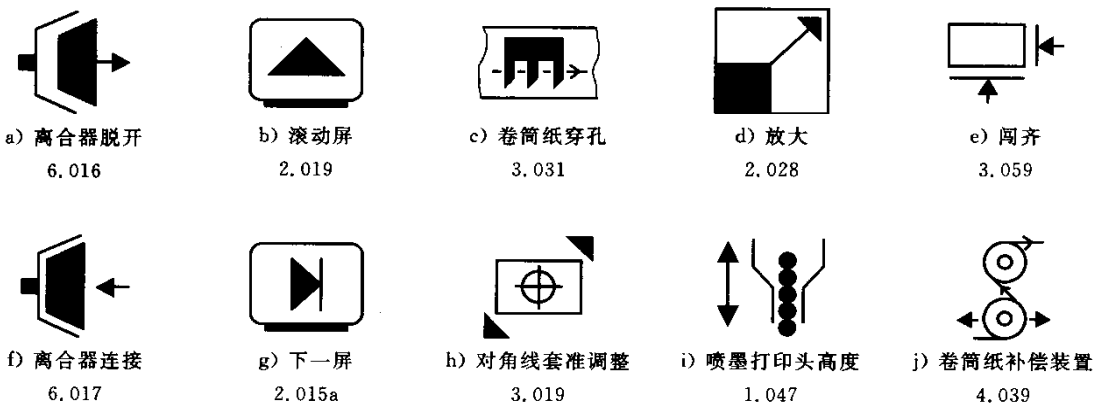 a) 离合器脱开
6.016
b) 滚动屏
2.019
c) 卷筒纸穿孔
3.031
d) 放大
2.028
e) 闯齐
3.059
f) 离合器连接
6.017
g) 下一屏
2.015a
h) 对角线套准调整
3.019
i) 喷墨打印头高度
1.047
j) 卷筒纸补偿装置
4.039